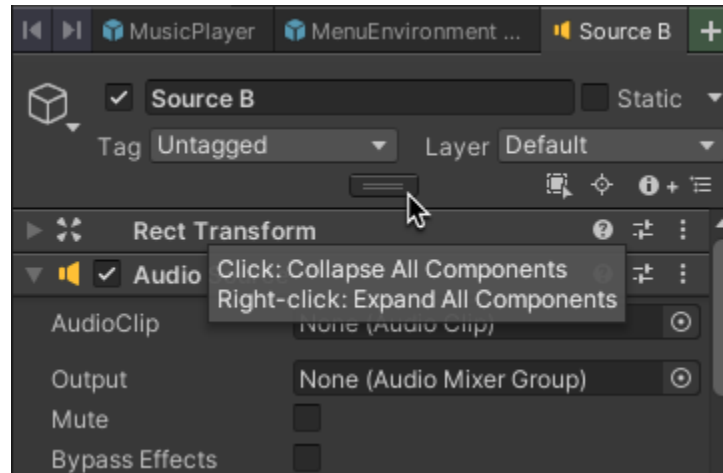 MusicPlayer MenuEnvironment ... Source B +
Source B Static
Tag Untagged Layer Default
Rect Transform
Audio
Click: Collapse All Components
Right-click: Expand All Components
AudioClip None (Audio Clip)
Output None (Audio Mixer Group)
Mute
Bypass Effects